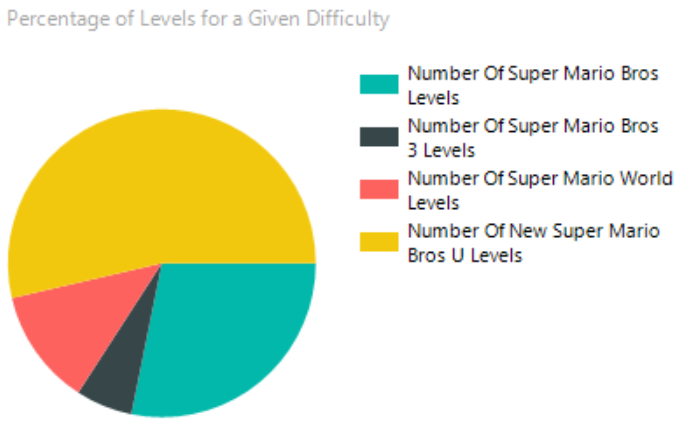 Percentage of Levels for a Given Difficulty
Number Of Super Mario Bros
Levels
Number Of Super Mario Bros
3 Levels
Number Of Super Mario World
Levels
Number Of New Super Mario
Bros U Levels